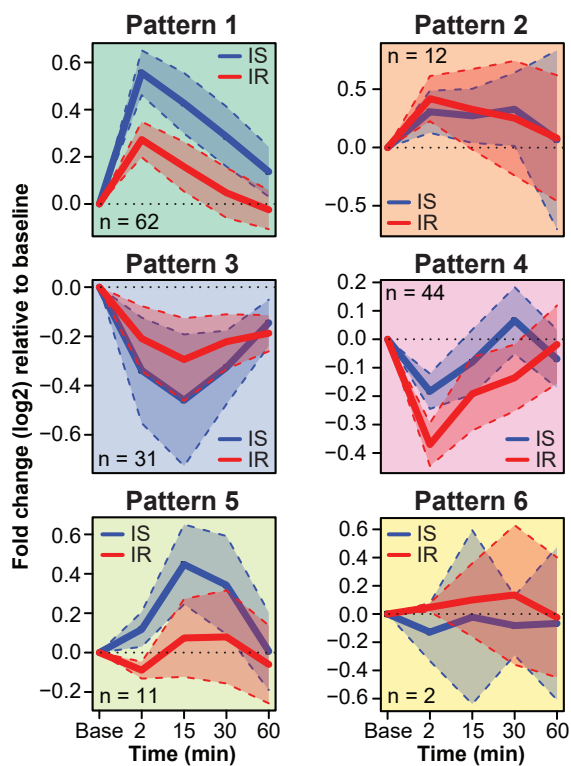 Fold change (log2) relative to baseline
Pattern 1
0.6
0.4
0.2
0.0
IS
IR
n = 62
Pattern 2
0.5
0.0
−0.5
n = 12
IS
IR
Pattern 3
0.0
−0.2
−0.4
−0.6
n = 31
IS
IR
Pattern 4
0.2
0.1
0.0
−0.1
−0.2
−0.3
−0.4
n = 44
IS
IR
Pattern 5
0.6
0.4
0.2
0.0
−0.2
IS
IR
n = 11
Base 2 15 30 60
Time (min)
Pattern 6
0.6
0.4
0.2
0.0
−0.2
−0.4
−0.6
IS
IR
n = 2
Base 2 15 30 60
Time (min)